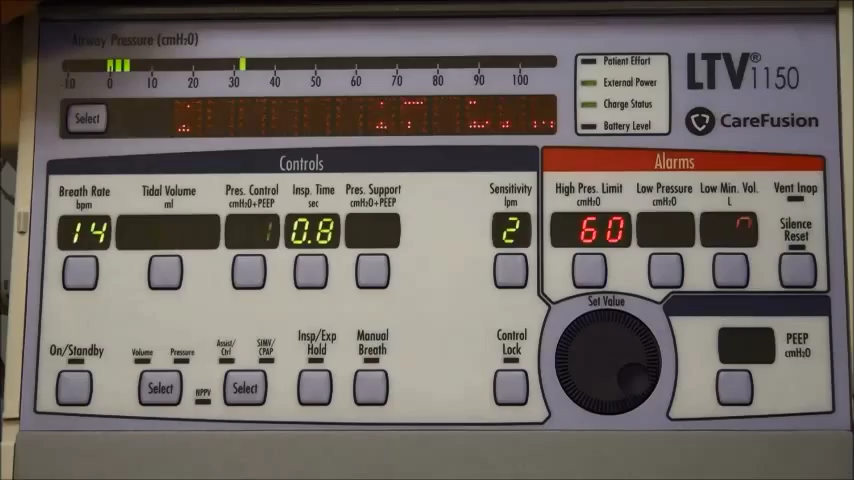 Airway Pressure (cmH₂O)
-10 0 10 20 30 40 50 60 70 80 90 100
Select
Patient Effort
External Power
Charge Status
Battery Level
LTV® 1150
CareFusion
Controls
Breath Rate
bpm
Tidal Volume
ml
Pres. Control
cmH₂O+PEEP
Insp. Time
sec
Pres. Support
cmH₂O+PEEP
Sensitivity
lpm
14
0.8
2
Alarms
High Pres. Limit
cmH₂O
Low Pressure
cmH₂O
Low Min. Vol.
L
Vent Inop
60
Silence
Reset
Set Value
On/Standby
Volume
Pressure
Select
NPPV
Assist/
Ctrl
SIMV/
CPAP
Select
Insp/Exp
Hold
Manual
Breath
Control
Lock
PEEP
cmH₂O